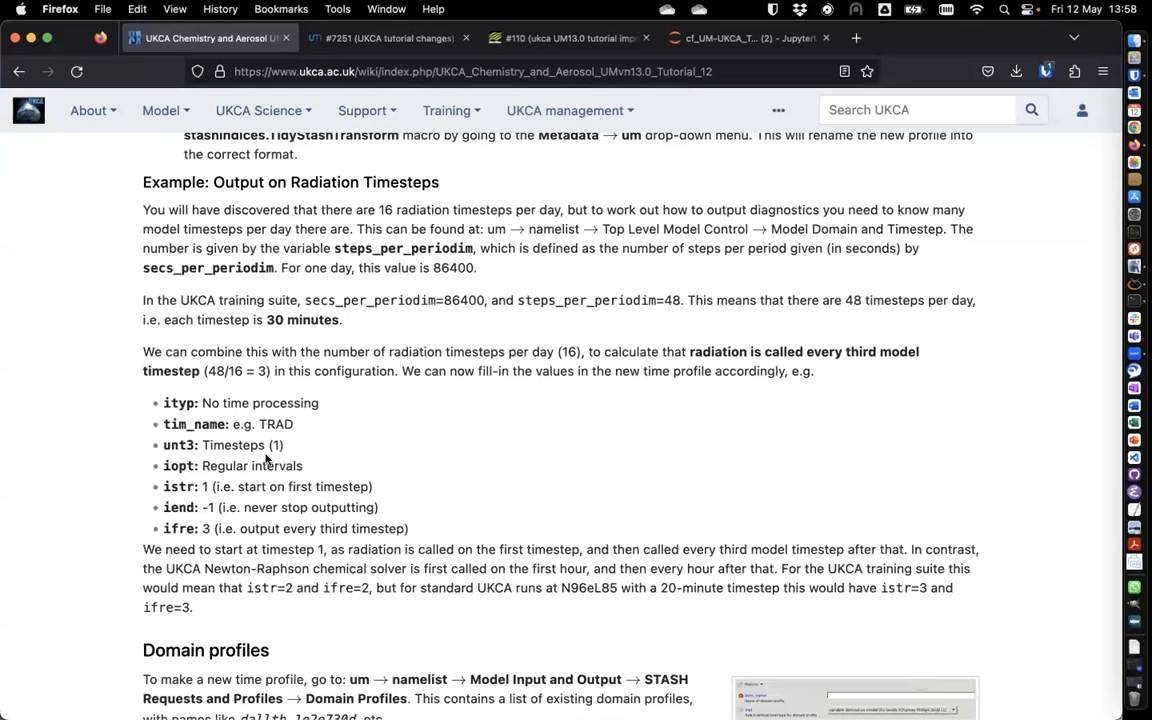 Firefox File Edit View History Bookmarks Tools Window Help Fri 12 May 13:58
UKCA Chemistry and Aerosol U #7251 (UKCA tutorial changes) #110 (ukca UM13.0 tutorial imp cf_UM-UKCA_T... (2) - Jupyter
https://www.ukca.ac.uk/wiki/index.php/UKCA_Chemistry_and_Aerosol_UMvn13.0_Tutorial_12
About Model UKCA Science Support Training UKCA management Search UKCA
stashindices.TidyStashTransform macro by going to the Metadata → um drop-down menu. This will rename the new profile into
the correct format.
Example: Output on Radiation Timesteps
You will have discovered that there are 16 radiation timesteps per day, but to work out how to output diagnostics you need to know many
model timesteps per day there are. This can be found at: um → namelist → Top Level Model Control → Model Domain and Timestep. The
number is given by the variable steps_per_periodim, which is defined as the number of steps per period given (in seconds) by
secs_per_periodim. For one day, this value is 86400.
In the UKCA training suite, secs_per_periodim=86400, and steps_per_periodim=48. This means that there are 48 timesteps per day,
i.e. each timestep is 30 minutes.
We can combine this with the number of radiation timesteps per day (16), to calculate that radiation is called every third model
timestep (48/16 = 3) in this configuration. We can now fill-in the values in the new time profile accordingly, e.g.
ityp: No time processing
tim_name: e.g. TRAD
unt3: Timesteps (1)
iopt: Regular intervals
istr: 1 (i.e. start on first timestep)
iend: -1 (i.e. never stop outputting)
ifre: 3 (i.e. output every third timestep)
We need to start at timestep 1, as radiation is called on the first timestep, and then called every third model timestep after that. In contrast,
the UKCA Newton-Raphson chemical solver is first called on the first hour, and then every hour after that. For the UKCA training suite this
would mean that istr=2 and ifre=2, but for standard UKCA runs at N96eL85 with a 20-minute timestep this would have istr=3 and
ifre=3.
Domain profiles
To make a new time profile, go to: um → namelist → Model Input and Output → STASH
Requests and Profiles → Domain Profiles. This contains a list of existing domain profiles,
with names like dallth, 1e2e730d, etc.